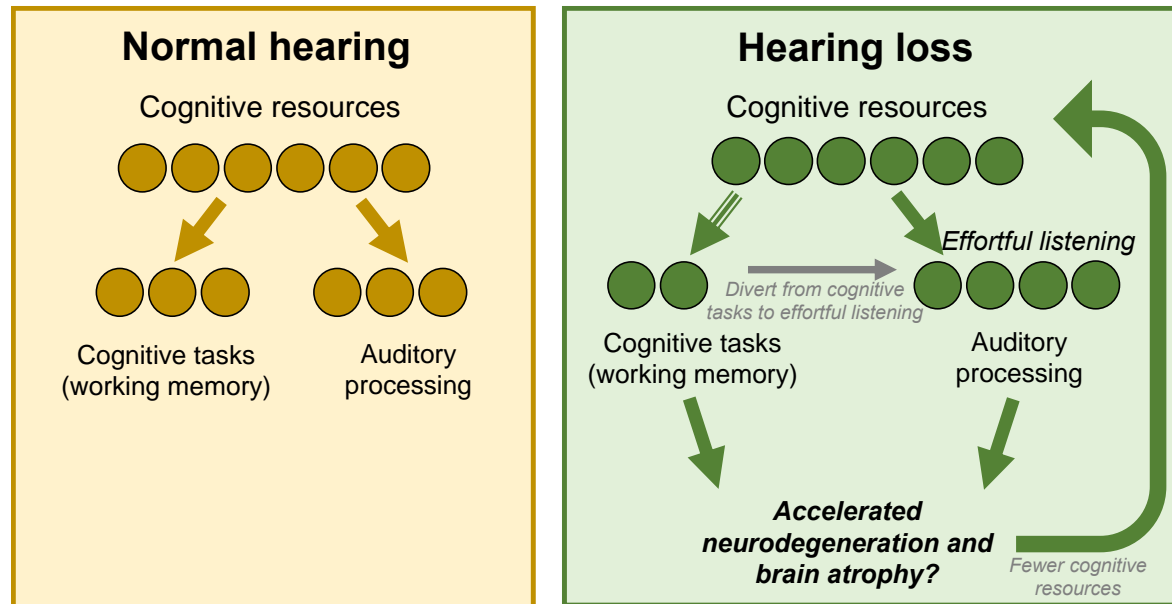 Normal hearing
Cognitive resources
Cognitive tasks
(working memory)
Auditory
processing
Hearing loss
Cognitive resources
Effortful listening
Divert from cognitive
tasks to effortful listening
Cognitive tasks
(working memory)
Auditory
processing
Accelerated
neurodegeneration and
brain atrophy?
Fewer cognitive
resources